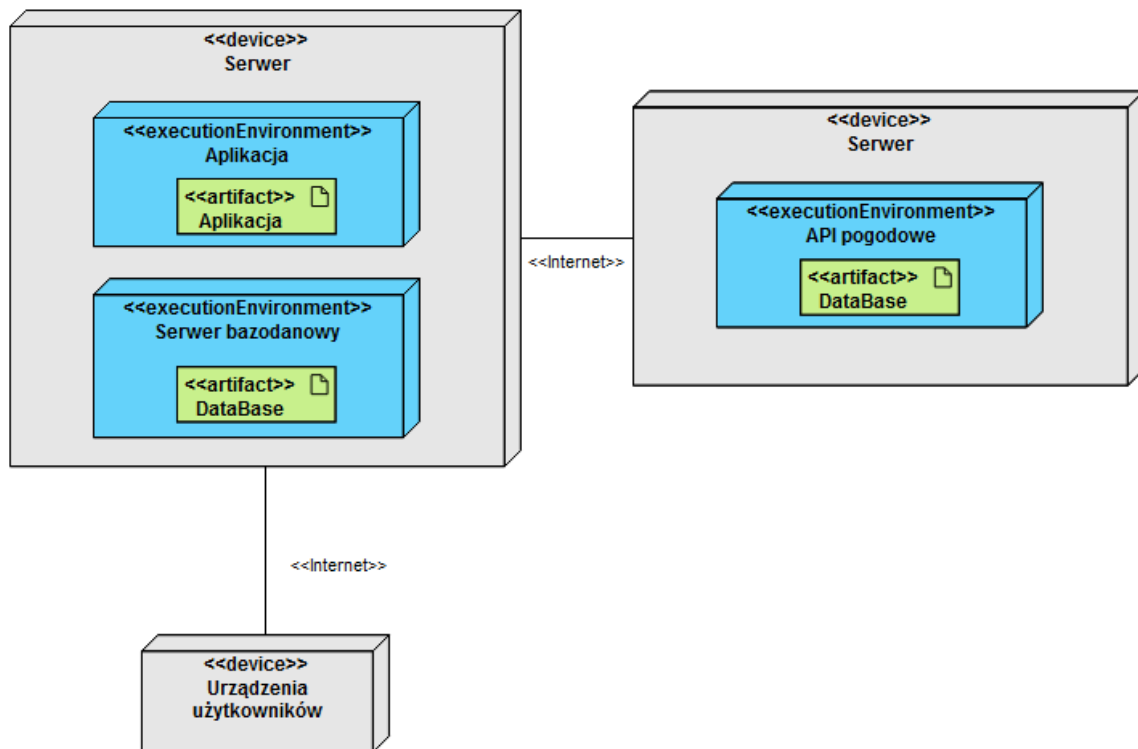 <<device>>
Serwer
<<executionEnvironment>>
Aplikacja
<<artifact>>
Aplikacja
<<executionEnvironment>>
Serwer bazodanowy
<<artifact>>
DataBase
<<Internet>>
<<device>>
Serwer
<<executionEnvironment>>
API pogodowe
<<artifact>>
DataBase
<<Internet>>
<<device>>
Urządzenia
użytkowników